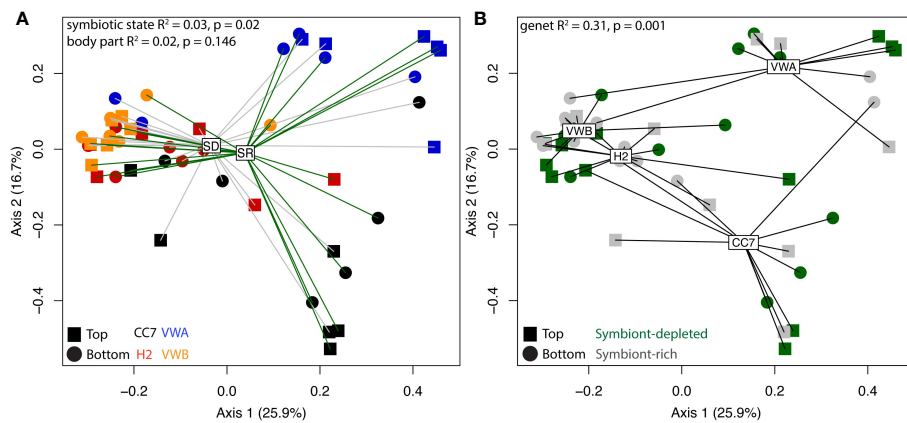 A
symbiotic state R² = 0.03, p = 0.02
body part R² = 0.02, p = 0.146
SD
SR
Top CC7 VWA
Bottom H2 VWB
0.2
0.0
−0.2
−0.4
Axis 2 (16.7%)
−0.2 0.0 0.2 0.4
Axis 1 (25.9%)
B
genet R² = 0.31, p = 0.001
VWA
VWB
H2
CC7
Top Symbiont-depleted
Bottom Symbiont-rich
0.2
0.0
−0.2
−0.4
Axis 2 (16.7%)
−0.2 0.0 0.2 0.4
Axis 1 (25.9%)